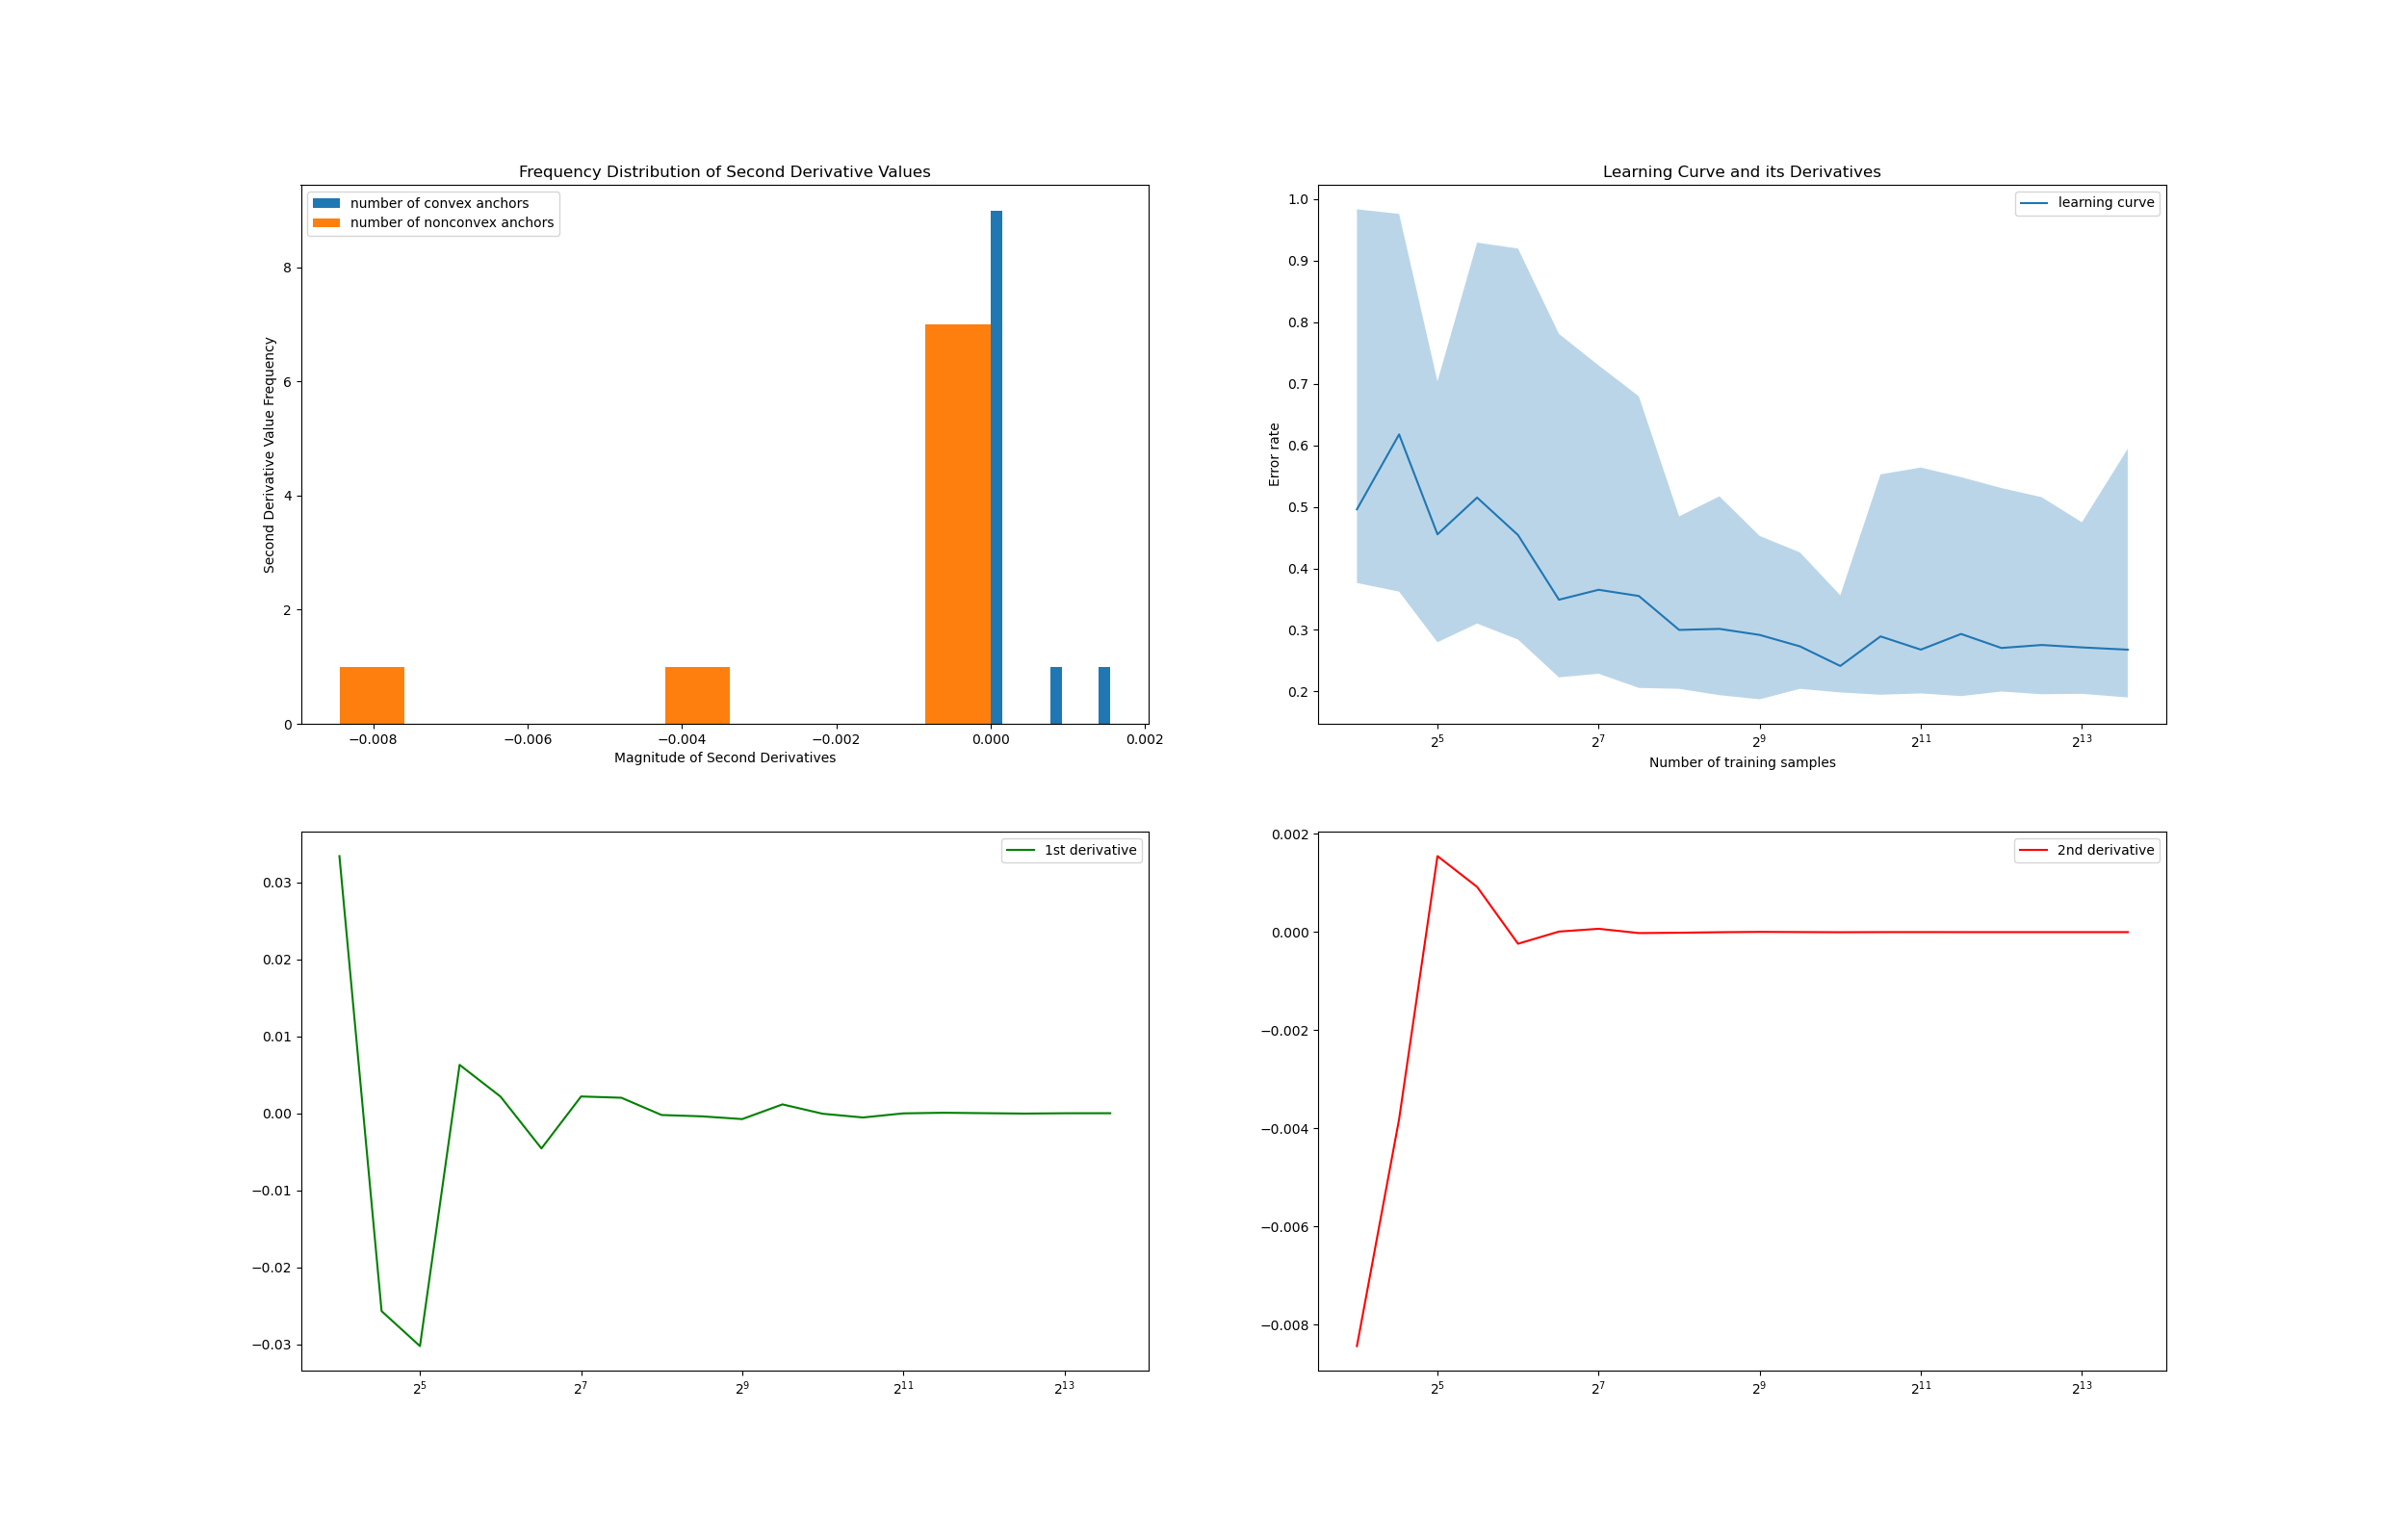 Frequency Distribution of Second Derivative Values
number of convex anchors
number of nonconvex anchors
Second Derivative Value Frequency
8
6
4
2
0
−0.008 −0.006 −0.004 −0.002 0.000 0.002
Magnitude of Second Derivatives
Learning Curve and its Derivatives
learning curve
Error rate
1.0
0.9
0.8
0.7
0.6
0.5
0.4
0.3
0.2
2^5 2^7 2^9 2^11 2^13
Number of training samples
1st derivative
0.03
0.02
0.01
0.00
−0.01
−0.02
−0.03
2^5 2^7 2^9 2^11 2^13
2nd derivative
0.002
0.000
−0.002
−0.004
−0.006
−0.008
2^5 2^7 2^9 2^11 2^13